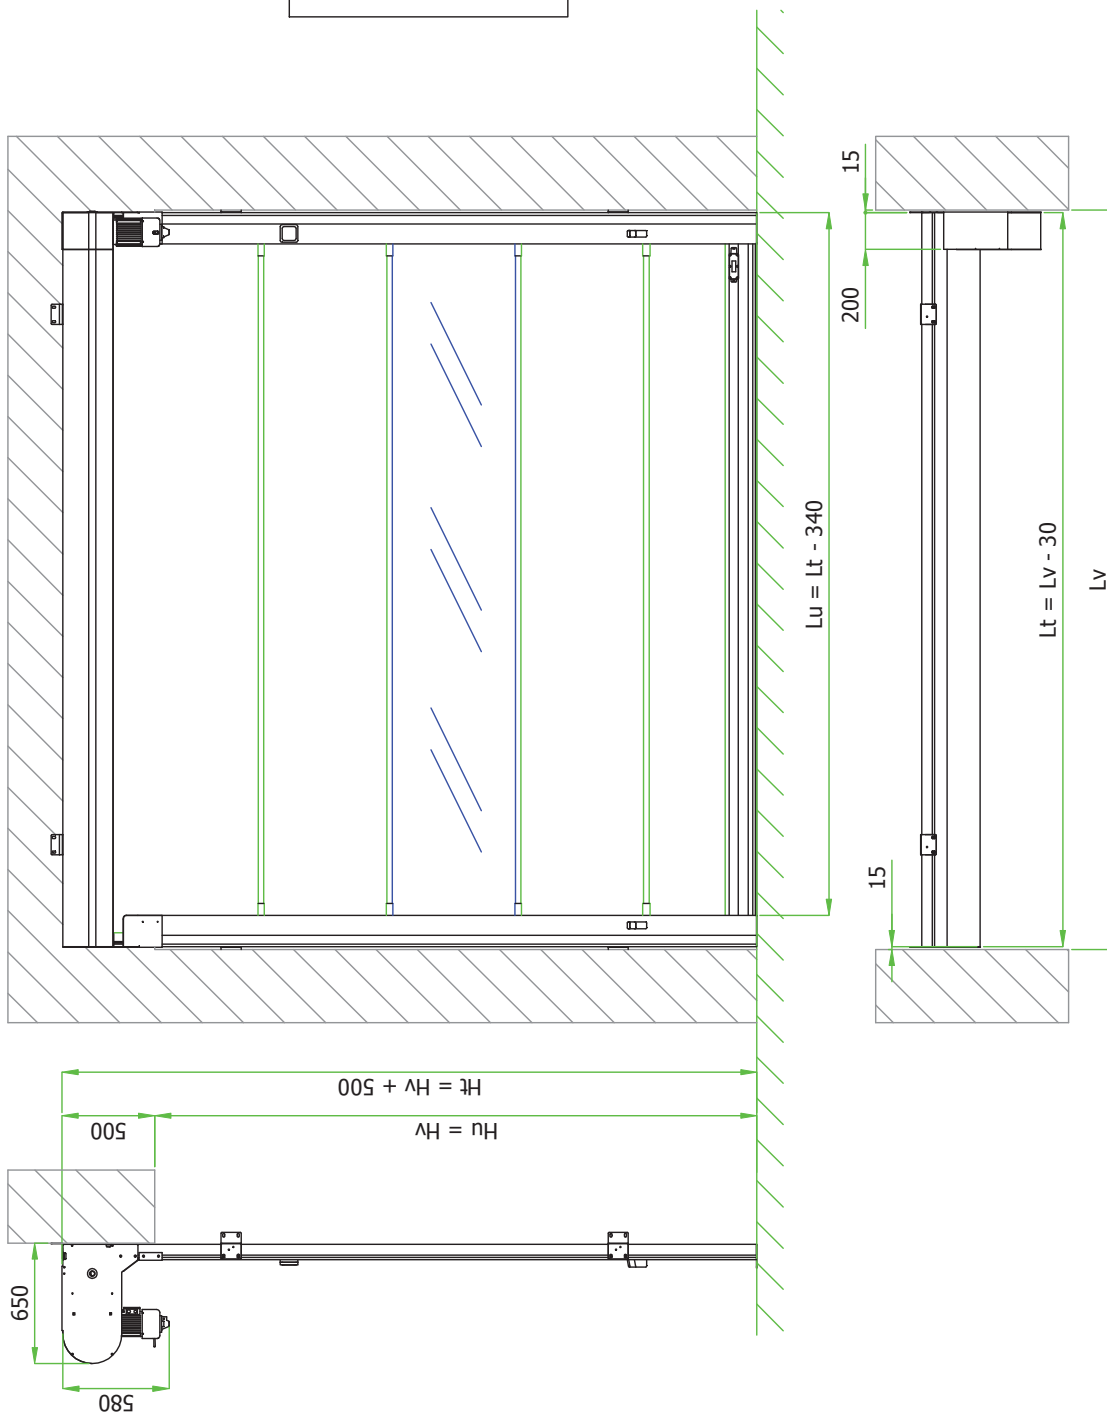 15
200
Lu = Lt - 340
Lt = Lv - 30
Lv
15
Ht = Hv + 500
500
Hu = Hv
650
580